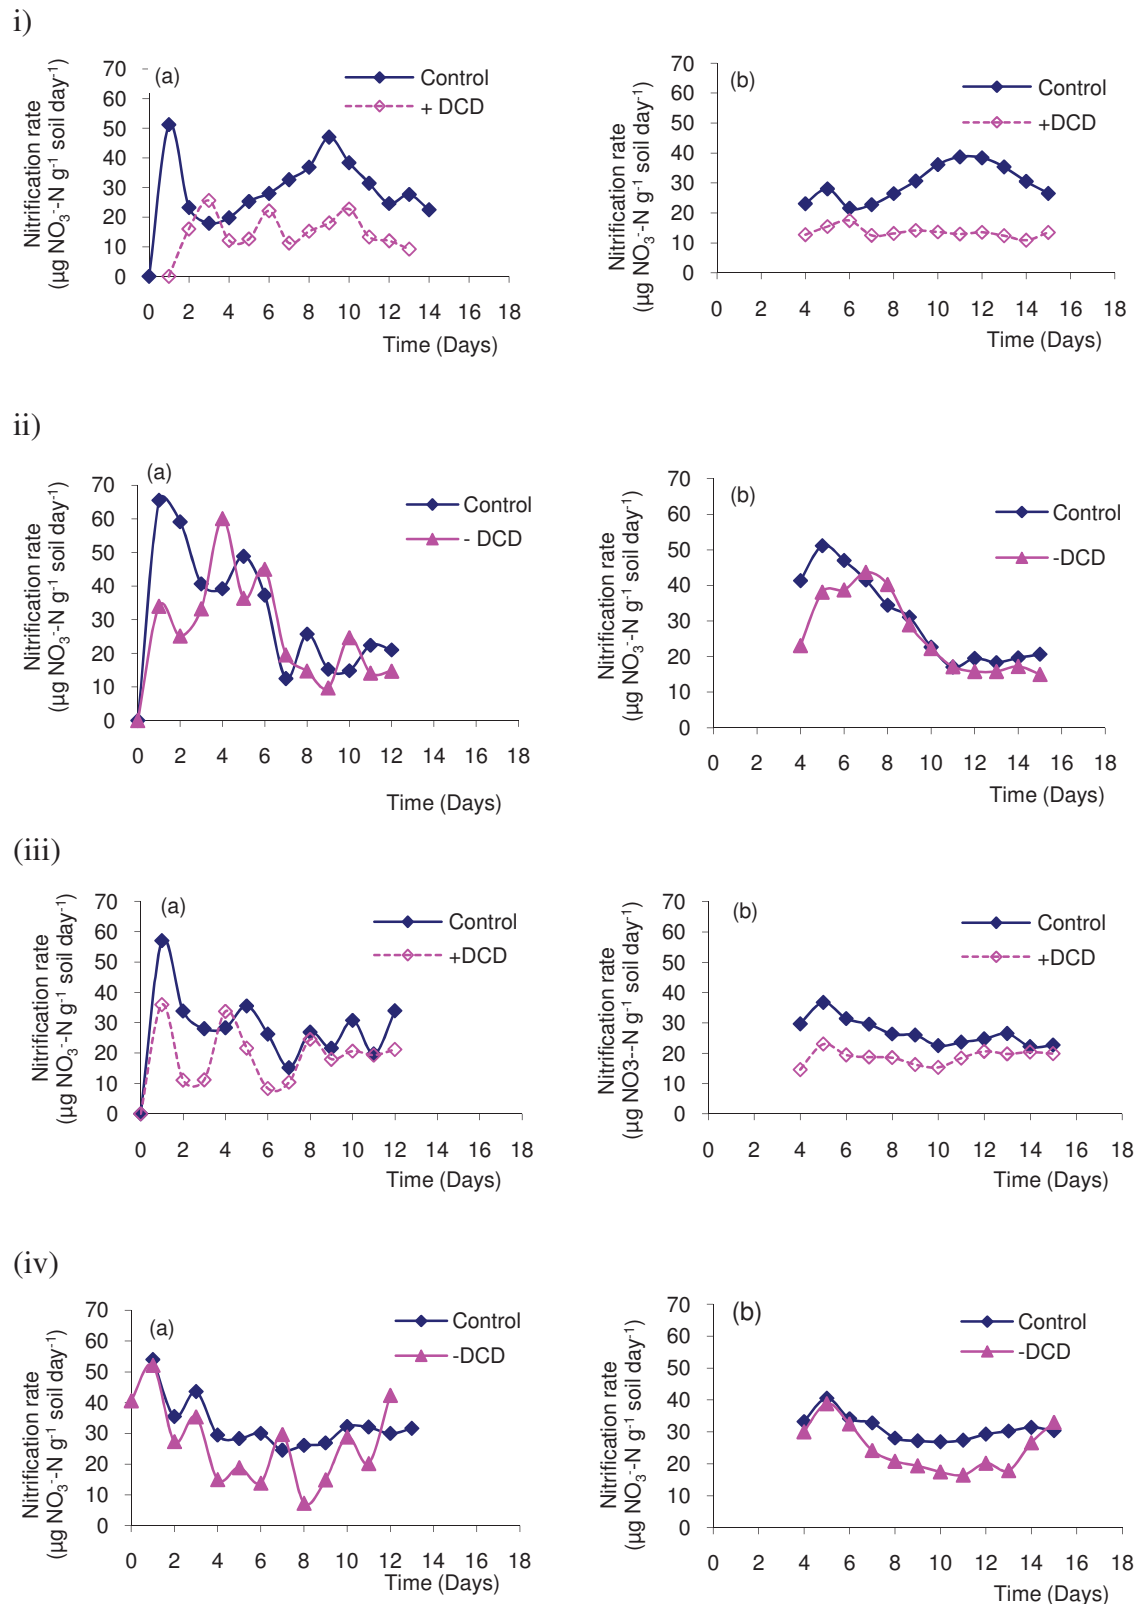 i)
(a)
Nitrification rate
(µg NO₃⁻-N g⁻¹ soil day⁻¹)
70
60
50
40
30
20
10
0
Control
+ DCD
0 2 4 6 8 10 12 14 16 18
Time (Days)
(b)
Nitrification rate
(µg NO₃⁻-N g⁻¹ soil day⁻¹)
70
60
50
40
30
20
10
0
Control
+DCD
0 2 4 6 8 10 12 14 16 18
Time (Days)
ii)
(a)
Nitrification rate
(µg NO₃⁻-N g⁻¹ soil day⁻¹)
70
60
50
40
30
20
10
0
Control
- DCD
0 2 4 6 8 10 12 14 16 18
Time (Days)
(b)
Nitrification rate
(µg NO₃⁻-N g⁻¹ soil day⁻¹)
70
60
50
40
30
20
10
0
Control
-DCD
0 2 4 6 8 10 12 14 16 18
Time (Days)
(iii)
(a)
Nitrification rate
(µg NO₃⁻-N g⁻¹ soil day⁻¹)
70
60
50
40
30
20
10
0
Control
+DCD
0 2 4 6 8 10 12 14 16 18
Time (Days)
(b)
Nitrification rate
(µg NO3--N g⁻¹ soil day⁻¹)
70
60
50
40
30
20
10
0
Control
+DCD
0 2 4 6 8 10 12 14 16 18
Time (Days)
(iv)
(a)
Nitrification rate
(µg NO₃⁻-N g⁻¹ soil day⁻¹)
70
60
50
40
30
20
10
0
Control
-DCD
0 2 4 6 8 10 12 14 16 18
Time (Days)
(b)
Nitrification rate
(µg NO₃⁻-N g⁻¹ soil day⁻¹)
70
60
50
40
30
20
10
0
Control
-DCD
0 2 4 6 8 10 12 14 16 18
Time (Days)